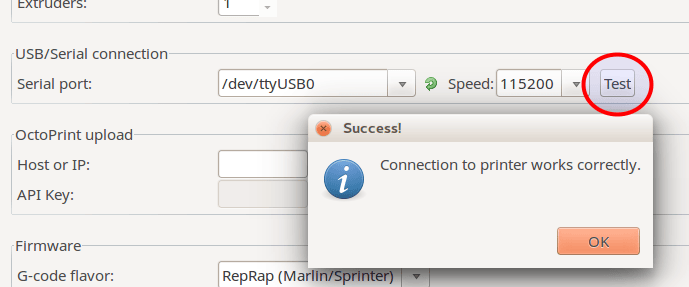 Extruders: 1
USB/Serial connection
Serial port: /dev/ttyUSB0 Speed: 115200 Test
Success!
OctoPrint upload
Host or IP:
Connection to printer works correctly.
API Key:
OK
Firmware
G-code flavor: RepRap (Marlin/Sprinter)